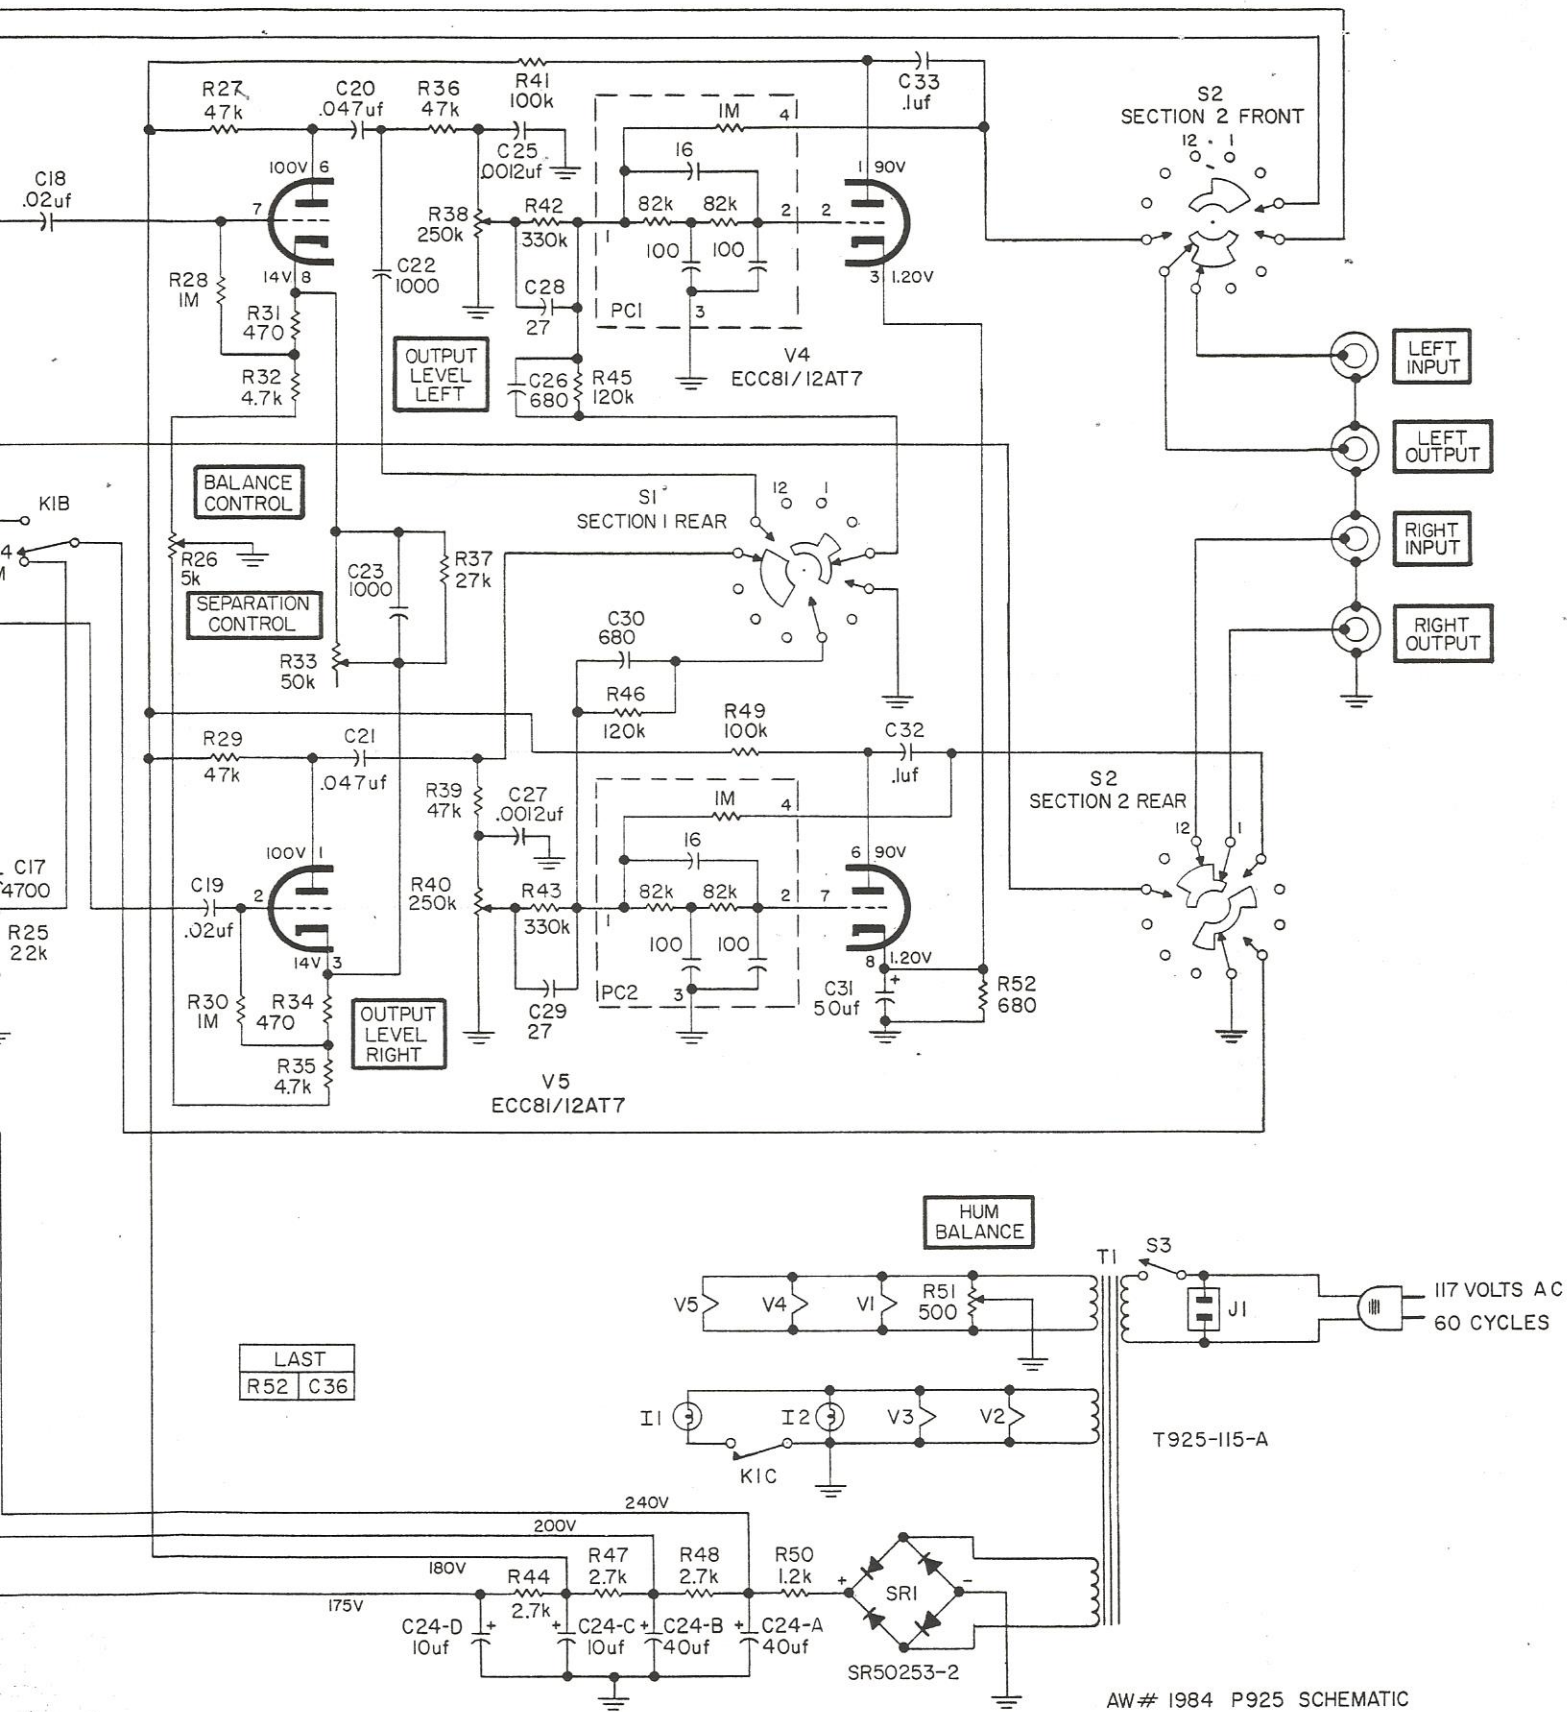 R27
47k
C20
.047uf
R36
47k
R41
100k
C33
.1uf
S2
SECTION 2 FRONT
12
1
1M
4
16
C25
.0012uf
100V
6
1
90V
C18
.02uf
7
R38
250k
R42
330k
1
82k
82k
2
2
100
100
14V
8
R28
1M
C22
1000
C28
27
PC1
3
3
1.20V
R31
470
R32
4.7k
OUTPUT
LEVEL
LEFT
C26
680
R45
120k
V4
ECC81/12AT7
LEFT
INPUT
LEFT
OUTPUT
RIGHT
INPUT
RIGHT
OUTPUT
BALANCE
CONTROL
K1B
S1
SECTION 1 REAR
12
1
4
M
R26
5k
C23
1000
R37
27k
SEPARATION
CONTROL
R33
50k
C30
680
R46
120k
R29
47k
C21
.047uf
R49
100k
C32
.1uf
S2
SECTION 2 REAR
12
1
R39
47k
C27
.0012uf
1M
4
16
100V
1
6
90V
C17
4700
C19
.02uf
2
R40
250k
R43
330k
1
82k
82k
2
7
R25
22k
100
100
14V
3
8
1.20V
R30
1M
R34
470
C29
27
PC2
3
C31
50uf
+
R52
680
OUTPUT
LEVEL
RIGHT
R35
4.7k
V5
ECC81/12AT7
HUM
BALANCE
T1
S3
V5
V4
V1
R51
500
J1
117 VOLTS AC
60 CYCLES
LAST
R52 C36
I1
I2
V3
V2
K1C
T925-115-A
240V
200V
180V
175V
R44
2.7k
R47
2.7k
R48
2.7k
R50
1.2k
+
SR1
-
C24-D
10uf
+
C24-C
10uf
+
C24-B
40uf
+
C24-A
40uf
+
SR50253-2
AW# 1984 P925 SCHEMATIC